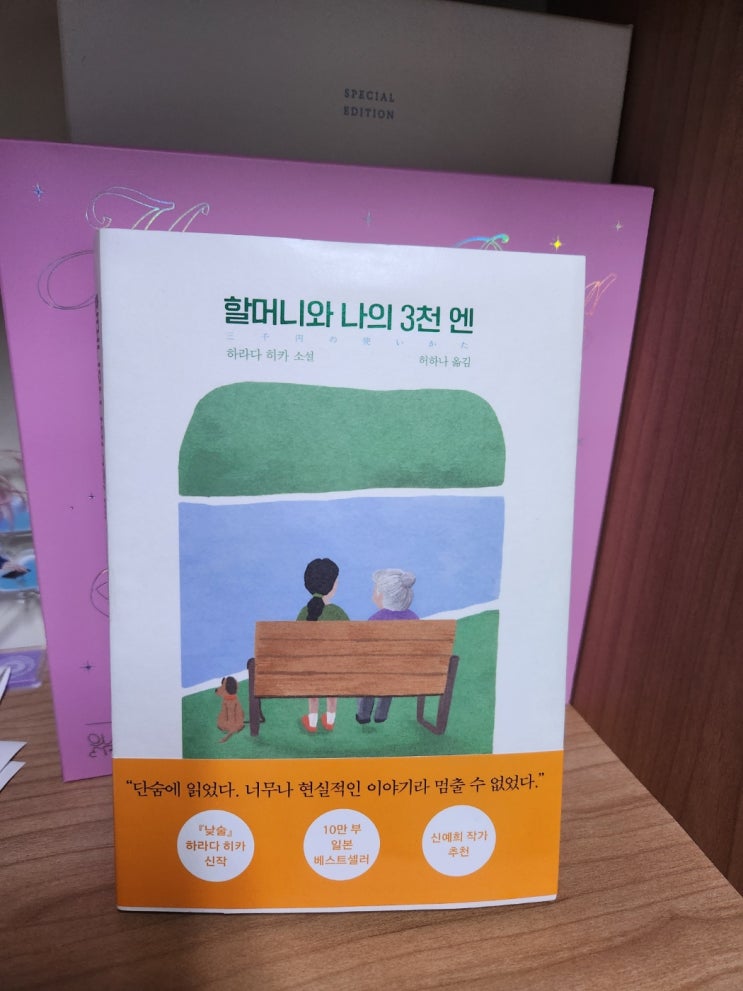 SPECIAL
EDITION
할머니와 나의 3천 엔
三千円の使いかた
하라다 히카 소설
허하나 옮김
“단숨에 읽었다. 너무나 현실적인 이야기라 멈출 수 없었다.”
『낮술』
하라다 히카
신작
10만 부
일본
베스트셀러
신예희 작가
추천